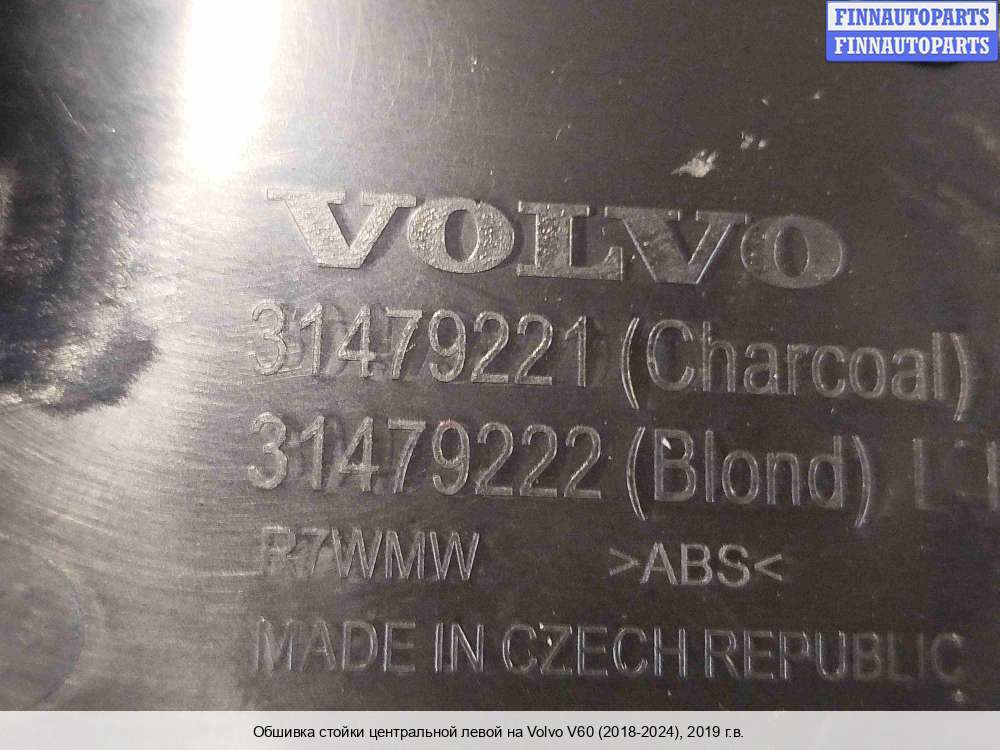 FINNAUTOPARTS
FINNAUTOPARTS
VOLVO
31479221 (Charcoal)
31479222 (Blond)
R7WMW >ABS<
MADE IN CZECH REPUBLIC
Обшивка стойки центральной левой на Volvo V60 (2018-2024), 2019 г.в.